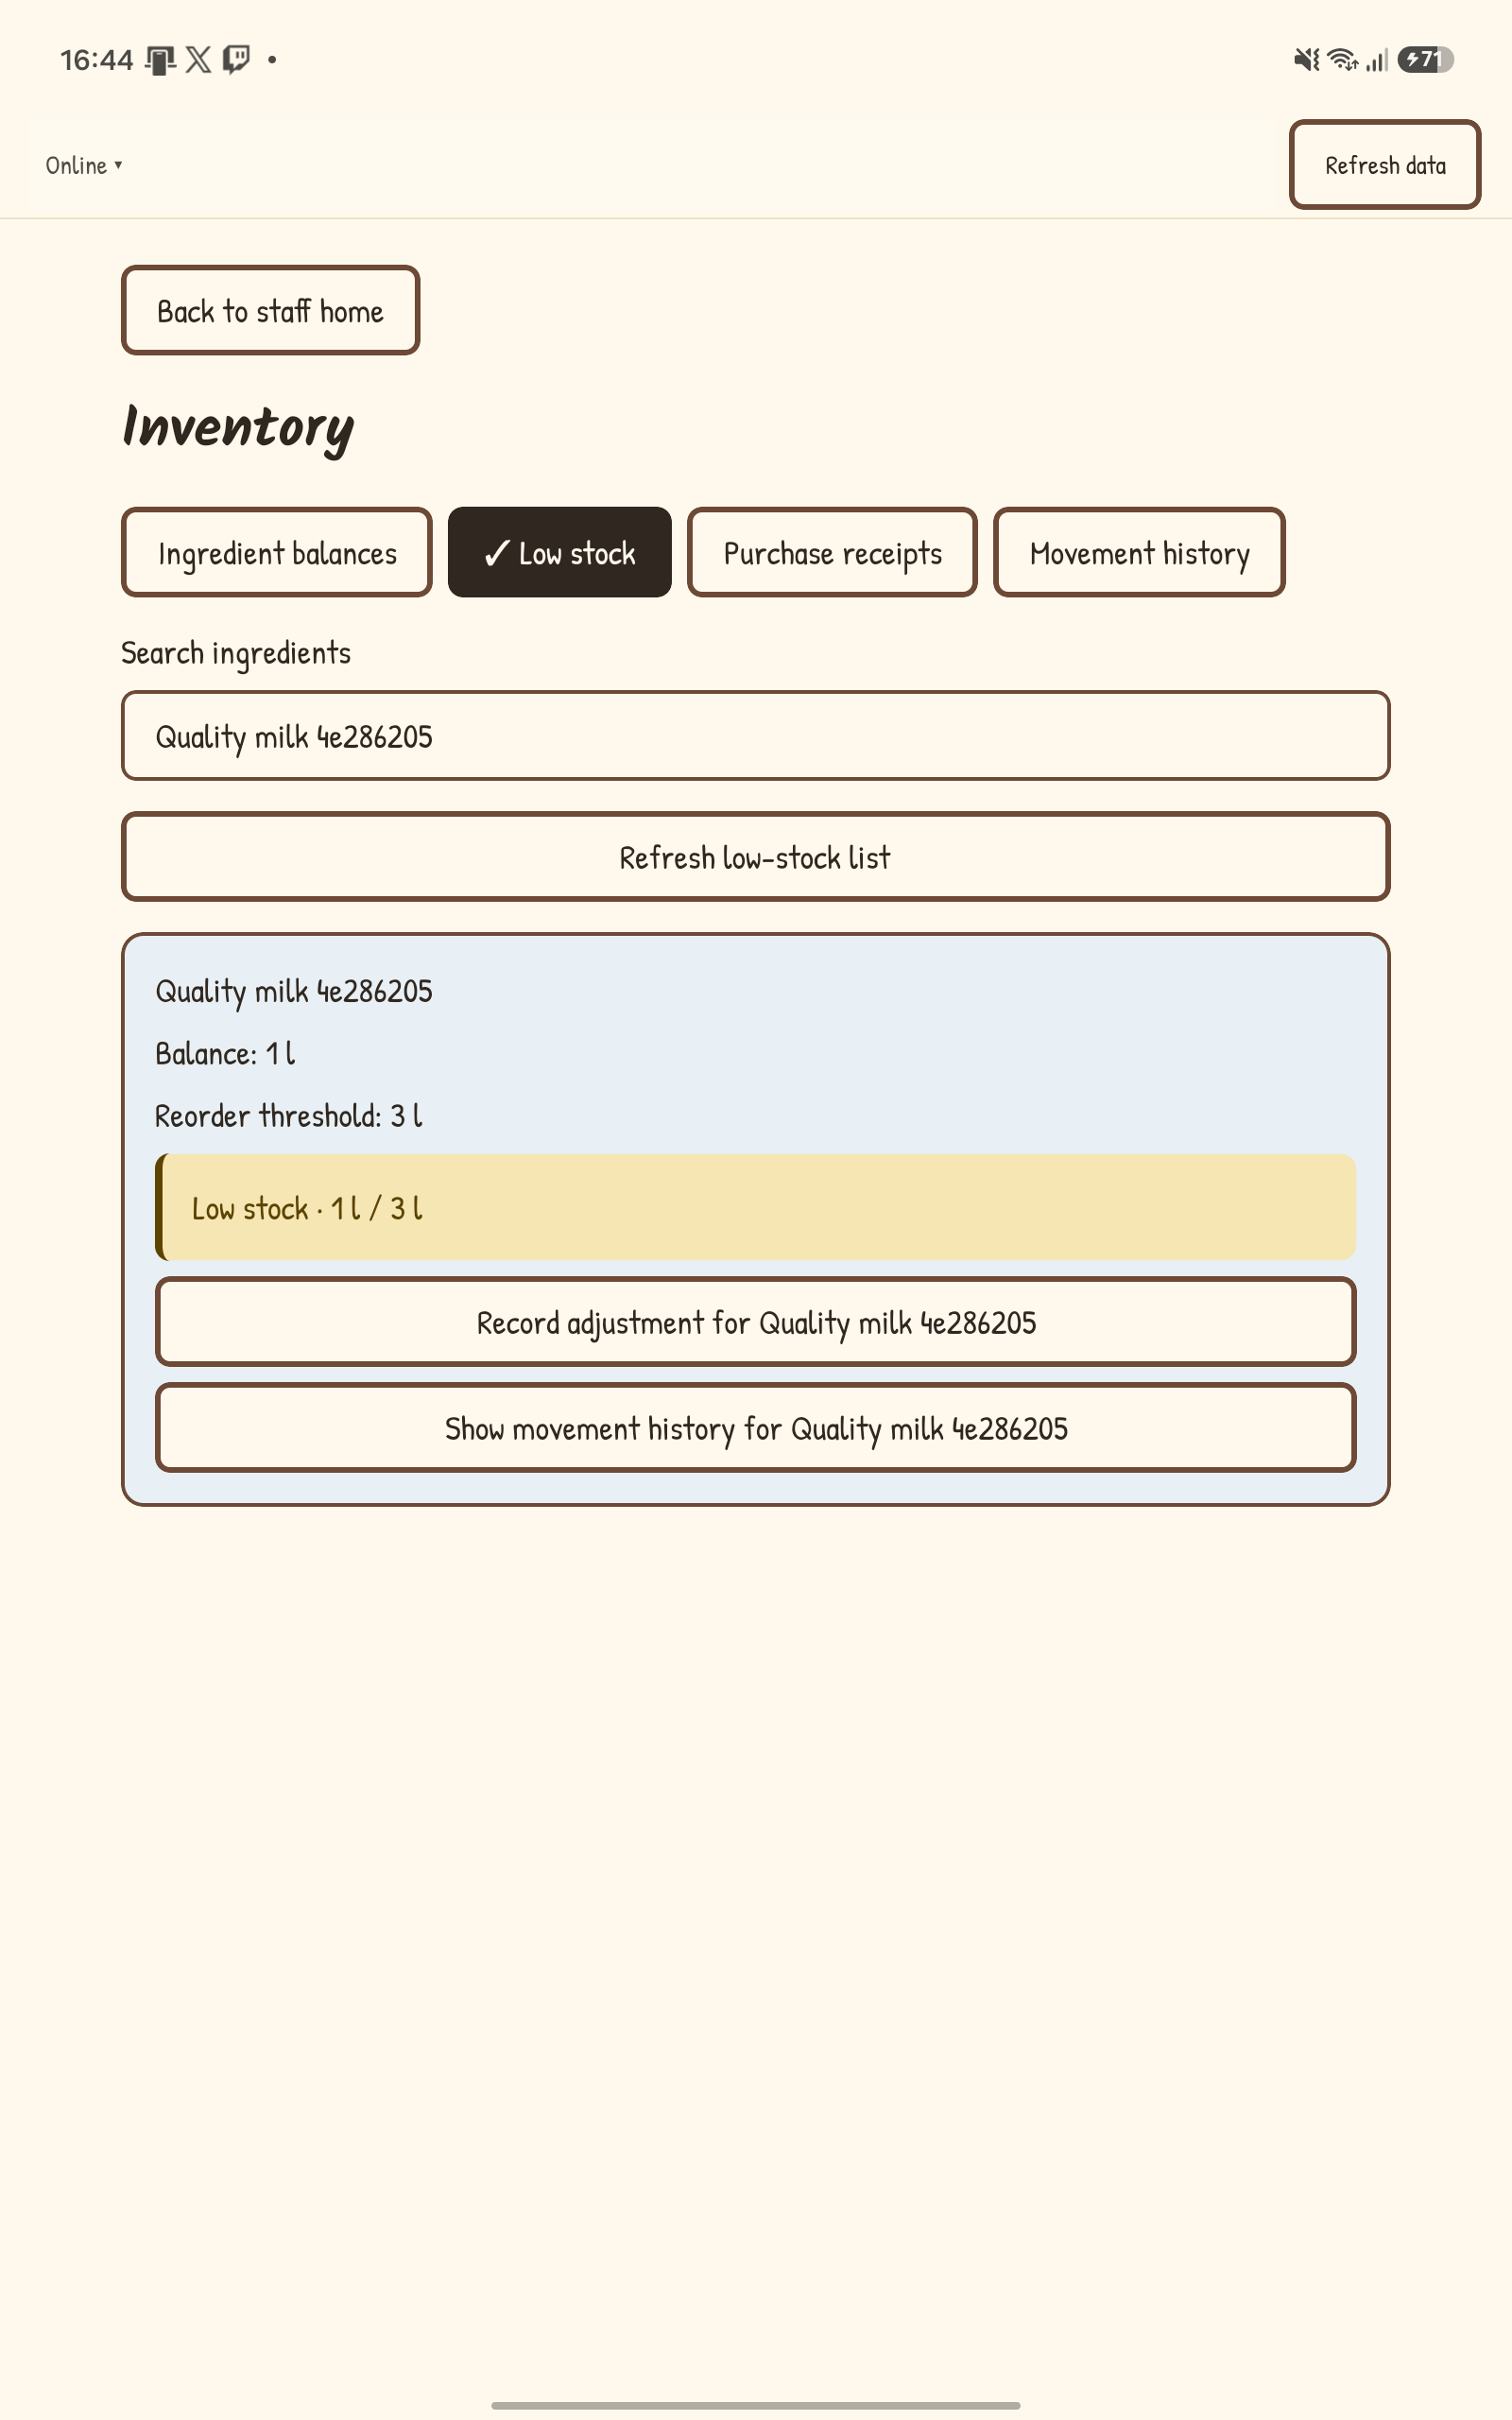 16:44
71
Online ▾
Refresh data
Back to staff home
Inventory
Ingredient balances
✓ Low stock
Purchase receipts
Movement history
Search ingredients
Quality milk 4e286205
Refresh low-stock list
Quality milk 4e286205
Balance: 1 l
Reorder threshold: 3 l
Low stock · 1 l / 3 l
Record adjustment for Quality milk 4e286205
Show movement history for Quality milk 4e286205